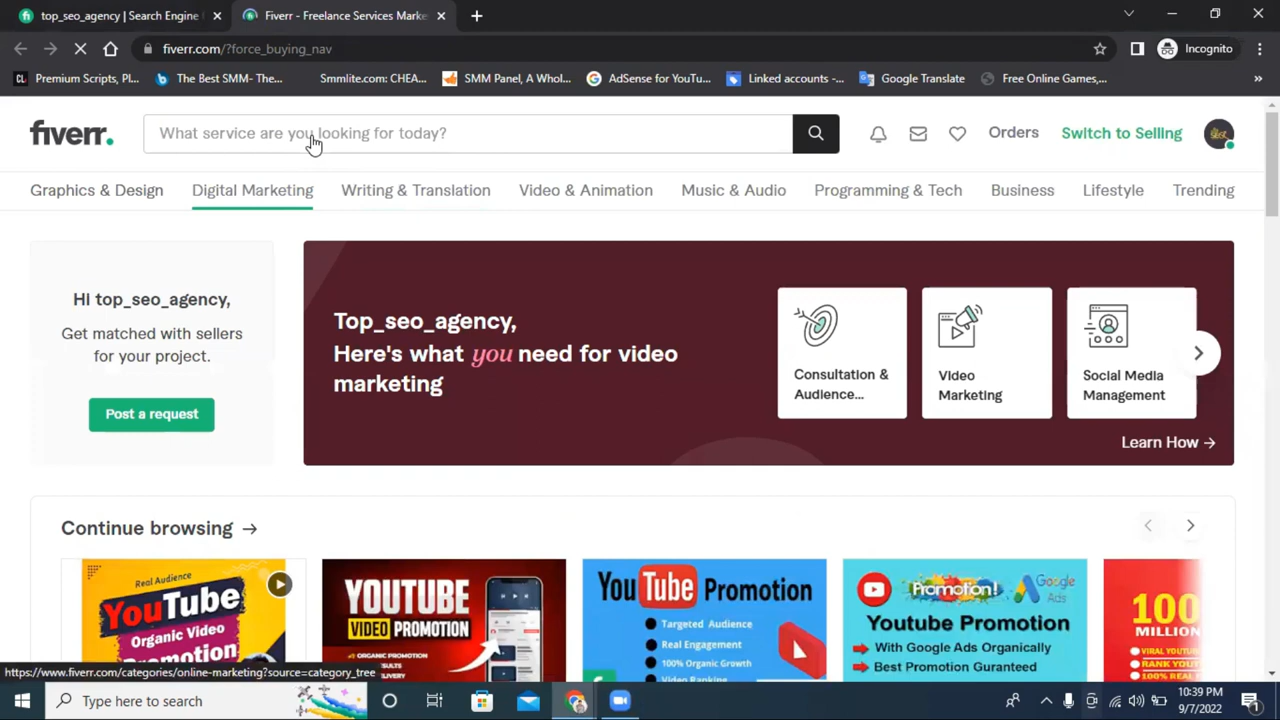 top_seo_agency | Search Engine
Fiverr - Freelance Services Marke
fiverr.com/?force_buying_nav
Incognito
Premium Scripts, Pl...
The Best SMM- The...
Smmlite.com: CHEA...
SMM Panel, A Whol...
AdSense for YouTu...
Linked accounts -...
Google Translate
Free Online Games,...
fiverr.
What service are you looking for today?
Orders
Switch to Selling
Graphics & Design
Digital Marketing
Writing & Translation
Video & Animation
Music & Audio
Programming & Tech
Business
Lifestyle
Trending
Hi top_seo_agency,
Get matched with sellers
for your project.
Post a request
Top_seo_agency,
Here's what you need for video
marketing
Consultation &
Audience...
Video
Marketing
Social Media
Management
Learn How →
Continue browsing →
Real Audience
YouTube
Organic Video
Promotion
YOUTUBE
VIDEO PROMOTION
ORGANIC PROMOTION
YouTube Promotion
Targeted Audience
Real Engagement
100% Organic Growth
Video Ranking
Promotion!
Google
Ads
Youtube Promotion
With Google Ads Organically
Best Promotion Guranteed
100
MILLION
https://www.fiverr.com/categories/online-marketing?source=category_tree
Type here to search
10:39 PM
9/7/2022